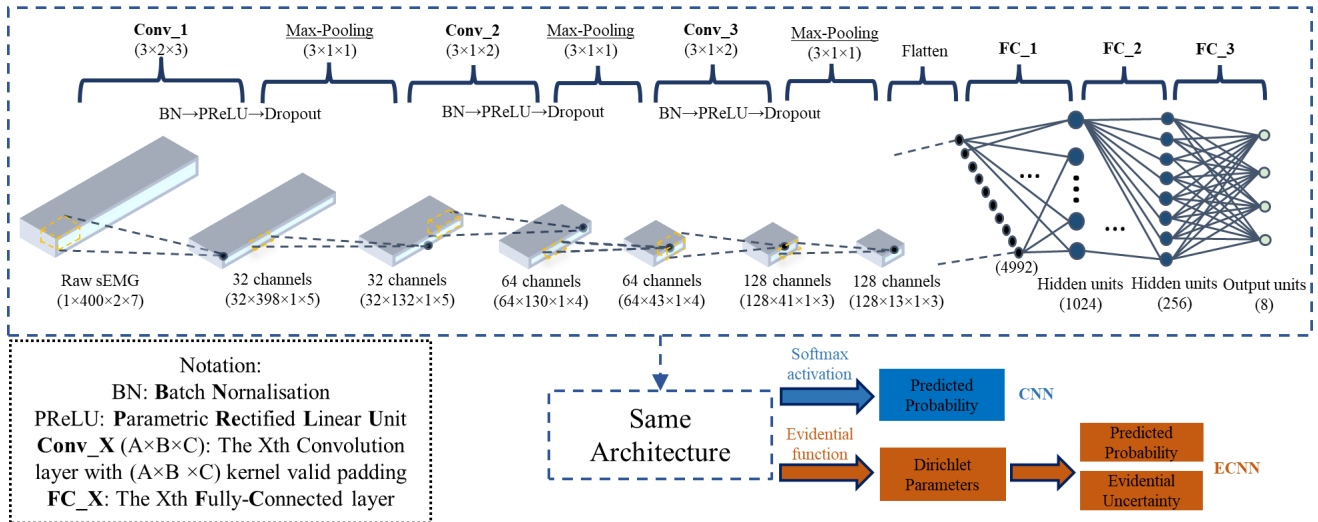 Conv_1
(3×2×3)
Max-Pooling
(3×1×1)
Conv_2
(3×1×2)
Max-Pooling
(3×1×1)
Conv_3
(3×1×2)
Max-Pooling
(3×1×1)
Flatten
FC_1
FC_2
FC_3
BN→PReLU→Dropout
BN→PReLU→Dropout
BN→PReLU→Dropout
...
...
Raw sEMG
(1×400×2×7)
32 channels
(32×398×1×5)
32 channels
(32×132×1×5)
64 channels
(64×130×1×4)
64 channels
(64×43×1×4)
128 channels
(128×41×1×3)
128 channels
(128×13×1×3)
(4992)
Hidden units
(1024)
Hidden units
(256)
Output units
(8)
Notation:
BN: Batch Nornalisation
PReLU: Parametric Rectified Linear Unit
Conv_X (A×B×C): The Xth Convolution
layer with (A×B ×C) kernel valid padding
FC_X: The Xth Fully-Connected layer
Same
Architecture
Softmax
activation
Predicted
Probability
CNN
Evidential
function
Dirichlet
Parameters
Predicted
Probability
Evidential
Uncertainty
ECNN